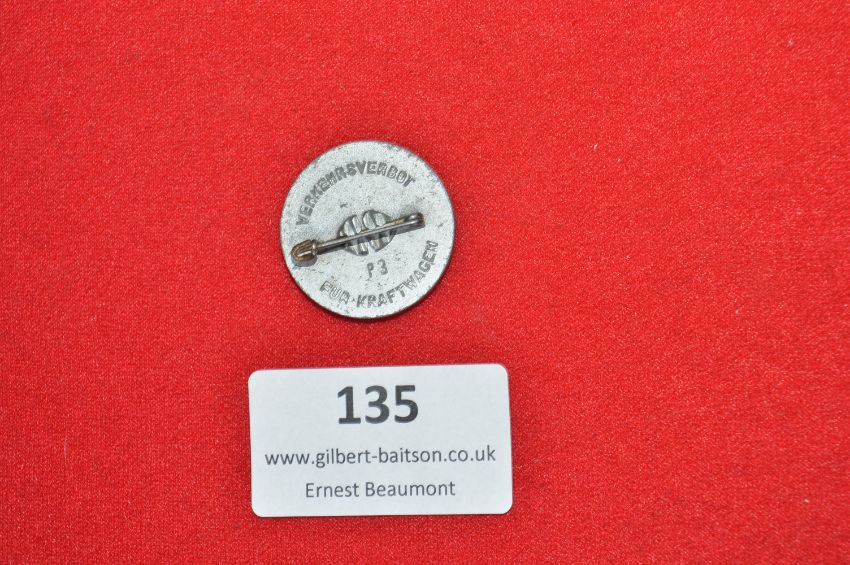 VERKEHRSVERBOT
P3
FÜR KRAFTWAGEN
135
www.gilbert-baitson.co.uk
Ernest Beaumont